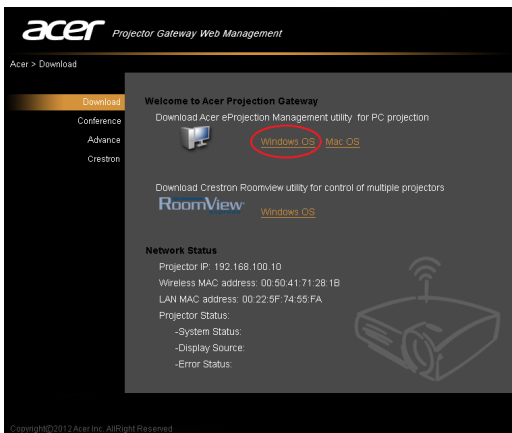 acer Projector Gateway Web Management
Acer > Download
Download
Conference
Advance
Crestron
Welcome to Acer Projection Gateway
Download Acer eProjection Management utility for PC projection
Windows OS Mac OS
Download Crestron Roomview utility for control of multiple projectors
RoomView express
Windows OS
Network Status
Projector IP: 192.168.100.10
Wireless MAC address: 00:50:41:71:28:1B
LAN MAC address: 00:22:5F:74:55:FA
Projector Status:
-System Status:
-Display Source:
-Error Status:
Copyright©2012 Acer Inc. AllRight Reserved